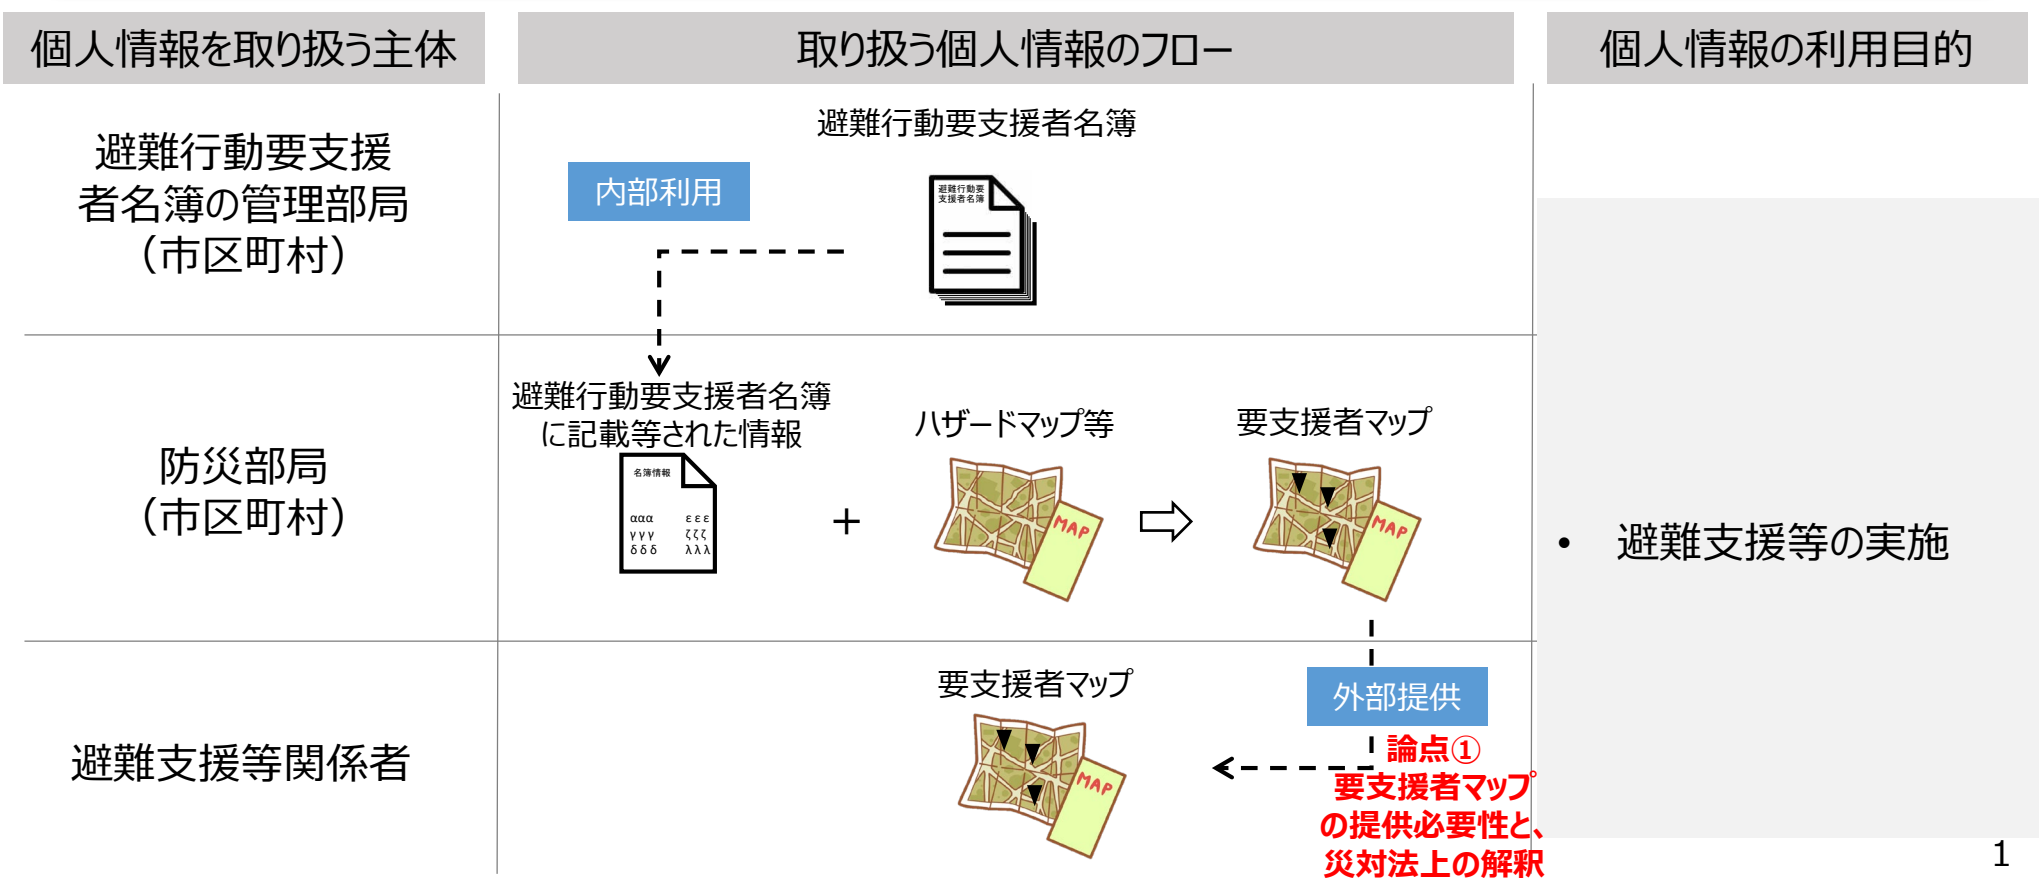 個人情報を取り扱う主体
取り扱う個人情報のフロー
個人情報の利用目的
避難行動要支援
者名簿の管理部局
（市区町村）
避難行動要支援者名簿
内部利用
避難行動要
支援者名簿
防災部局
（市区町村）
避難行動要支援者名簿
に記載等された情報
名簿情報
ααα εεε
γγγ ζζζ
δδδ λλλ
+
ハザードマップ等
MAP
要支援者マップ
MAP
• 避難支援等の実施
避難支援等関係者
要支援者マップ
MAP
外部提供
論点①
要支援者マップ
の提供必要性と、
災対法上の解釈
1